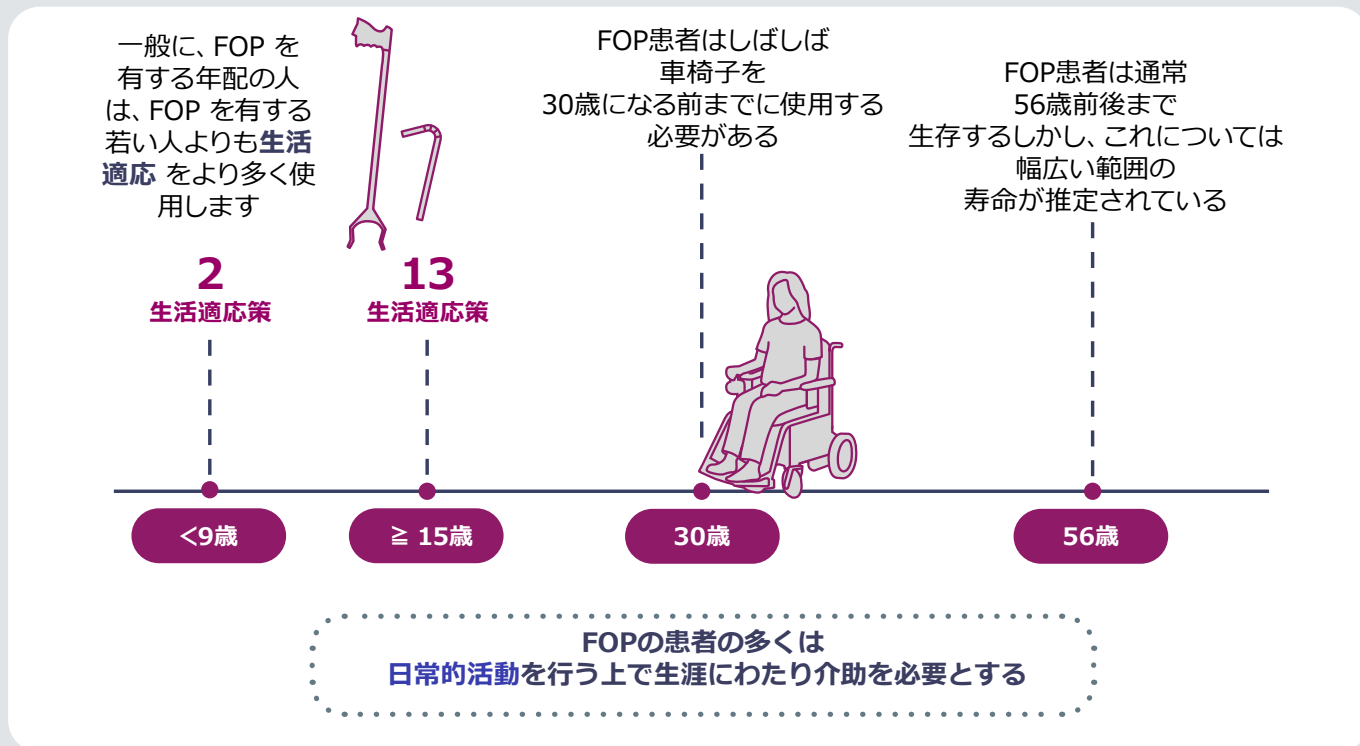 一般に、FOP を
有する年配の人
は、FOP を有する
若い人よりも生活
適応 をより多く使
用します
2
生活適応策
13
生活適応策
FOP患者はしばしば
車椅子を
30歳になる前までに使用する
必要がある
FOP患者は通常
56歳前後まで
生存するしかし、これについては
幅広い範囲の
寿命が推定されている
<9歳
≧ 15歳
30歳
56歳
FOPの患者の多くは
日常的活動を行う上で生涯にわたり介助を必要とする